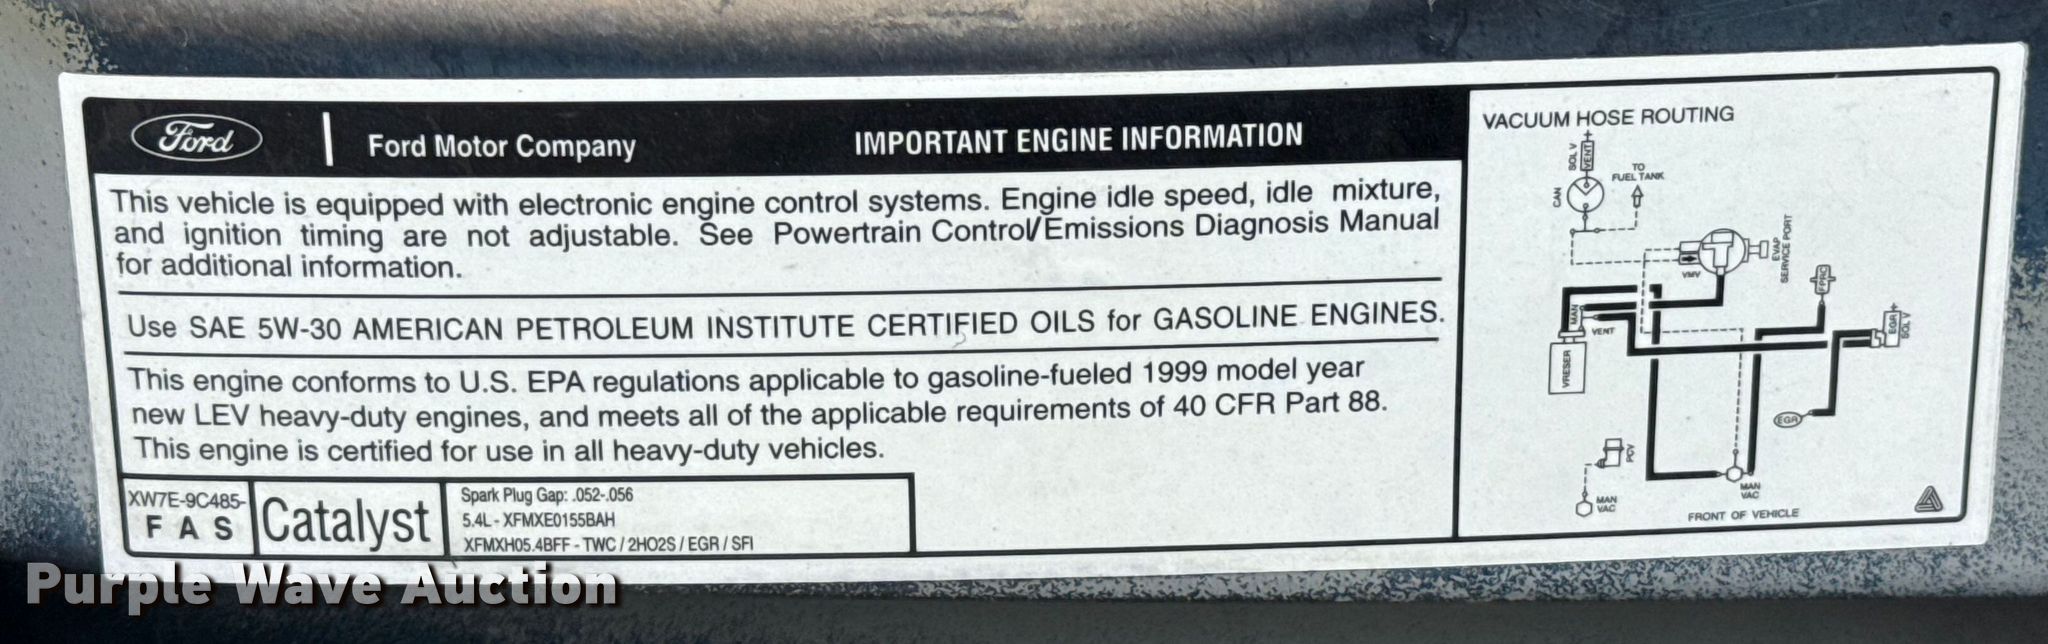 Ford
Ford Motor Company
IMPORTANT ENGINE INFORMATION
This vehicle is equipped with electronic engine control systems. Engine idle speed, idle mixture,
and ignition timing are not adjustable. See Powertrain Control/Emissions Diagnosis Manual
for additional information.
Use SAE 5W-30 AMERICAN PETROLEUM INSTITUTE CERTIFIED OILS for GASOLINE ENGINES.
This engine conforms to U.S. EPA regulations applicable to gasoline-fueled 1999 model year
new LEV heavy-duty engines, and meets all of the applicable requirements of 40 CFR Part 88.
This engine is certified for use in all heavy-duty vehicles.
XW7E-9C485-
F A S
Catalyst
Spark Plug Gap: .052-.056
5.4L - XFMXE0155BAH
XFMXH05.4BFF - TWC / 2HO2S / EGR / SFI
VACUUM HOSE ROUTING
SOL V
VENT
CAN
TO
FUEL TANK
VMV
EVAP
SERVICE PORT
FPRC
MAN
VENT
VRESER
EGR
SOL V
EGR
PCV
MAN
VAC
MAN
VAC
FRONT OF VEHICLE
Purple Wave Auction